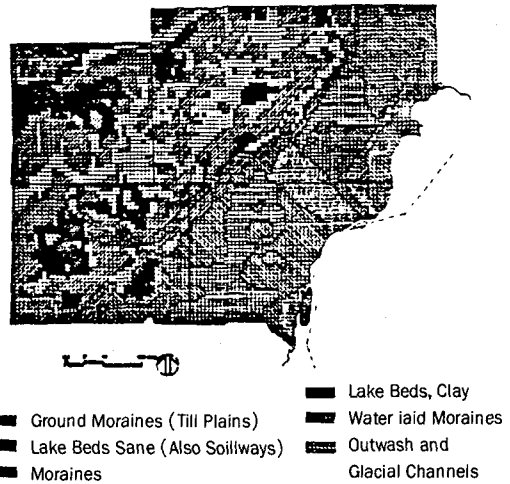 Ground Moraines (Till Plains)
Lake Beds Sane (Also Soillways)
Moraines
Lake Beds, Clay
Water iaid Moraines
Outwash and
Glacial Channels